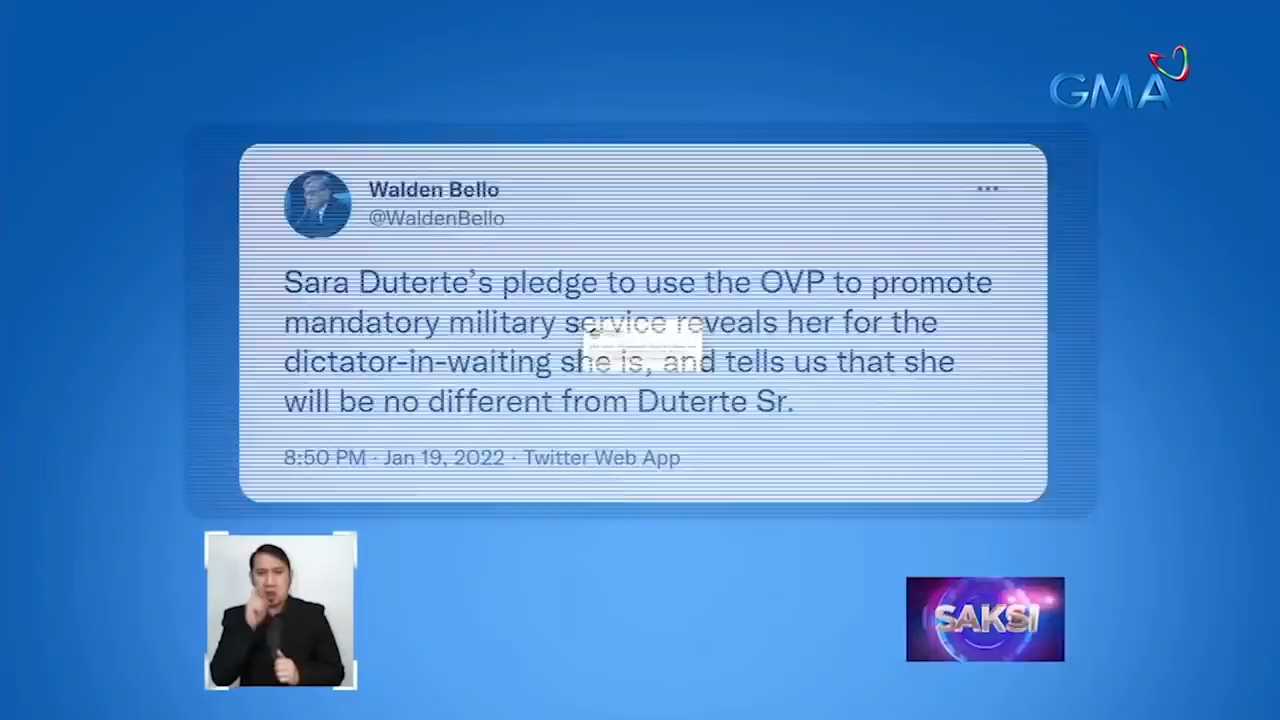 GMA
Walden Bello
@WaldenBello
Sara Duterte's pledge to use the OVP to promote
mandatory military service reveals her for the
dictator-in-waiting she is, and tells us that she
will be no different from Duterte Sr.
8:50 PM · Jan 19, 2022 · Twitter Web App
SAKSI